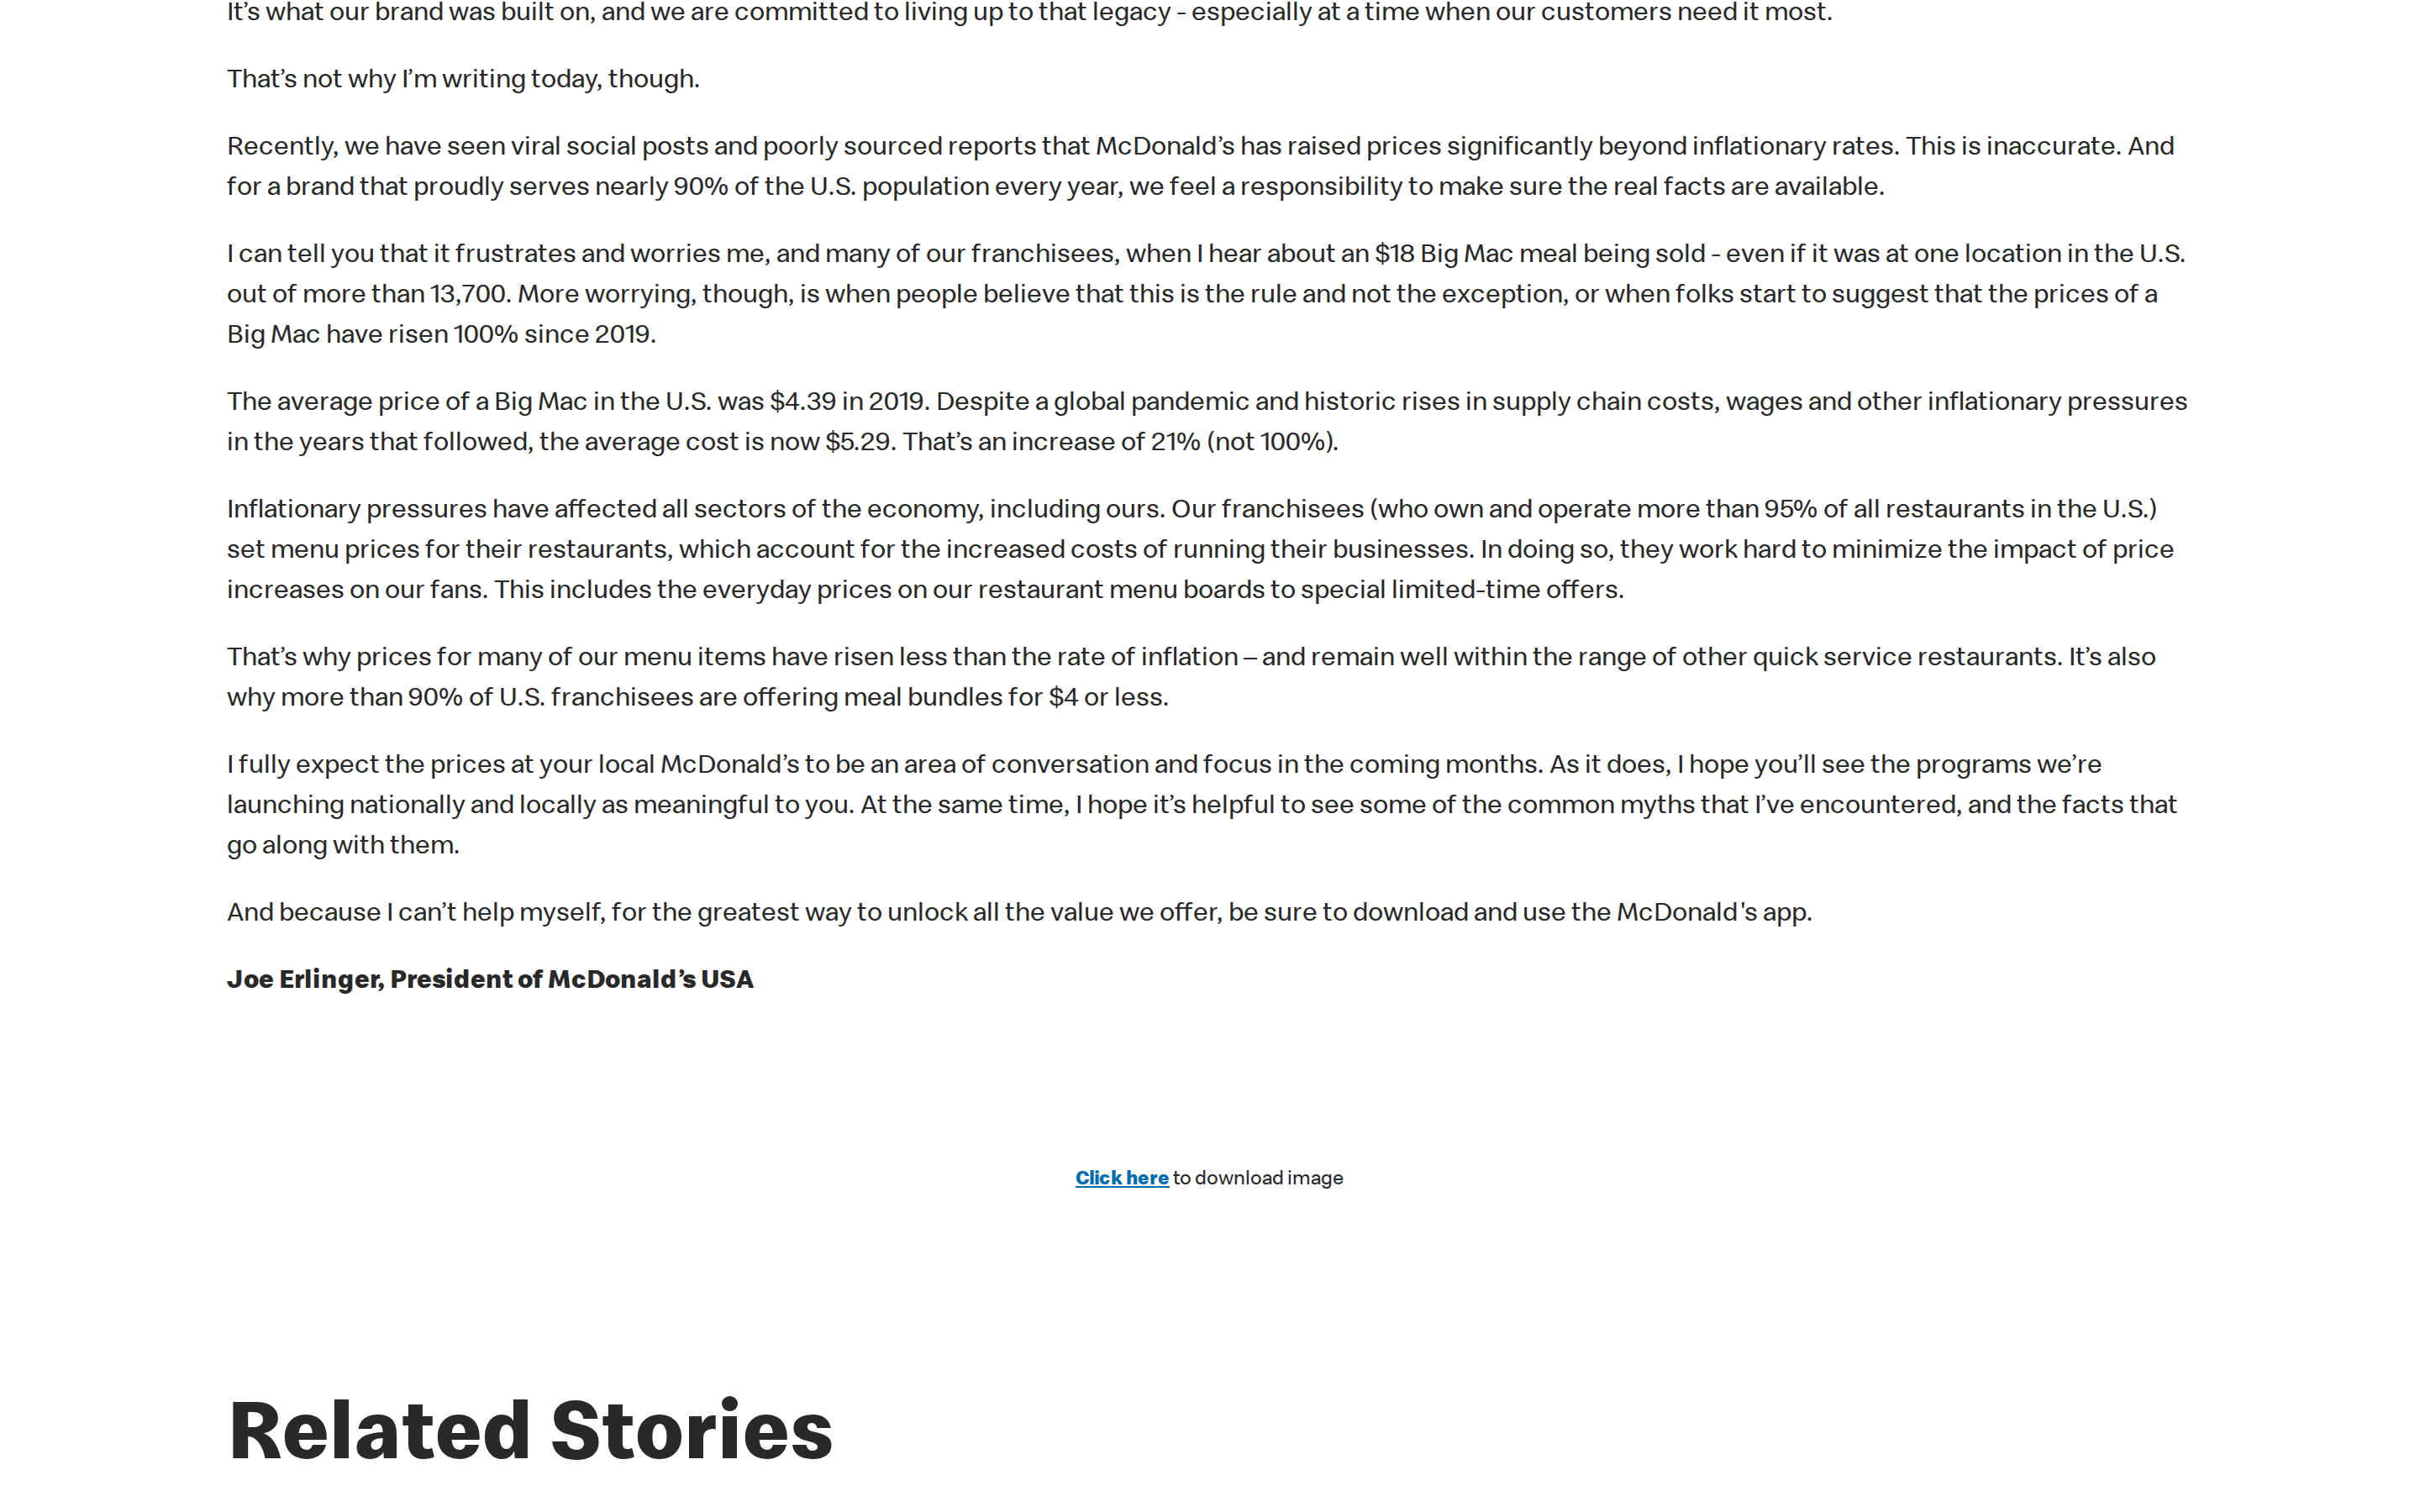 It’s what our brand was built on, and we are committed to living up to that legacy - especially at a time when our customers need it most.
That’s not why I’m writing today, though.
Recently, we have seen viral social posts and poorly sourced reports that McDonald’s has raised prices significantly beyond inflationary rates. This is inaccurate. And
for a brand that proudly serves nearly 90% of the U.S. population every year, we feel a responsibility to make sure the real facts are available.
I can tell you that it frustrates and worries me, and many of our franchisees, when I hear about an $18 Big Mac meal being sold - even if it was at one location in the U.S.
out of more than 13,700. More worrying, though, is when people believe that this is the rule and not the exception, or when folks start to suggest that the prices of a
Big Mac have risen 100% since 2019.
The average price of a Big Mac in the U.S. was $4.39 in 2019. Despite a global pandemic and historic rises in supply chain costs, wages and other inflationary pressures
in the years that followed, the average cost is now $5.29. That’s an increase of 21% (not 100%).
Inflationary pressures have affected all sectors of the economy, including ours. Our franchisees (who own and operate more than 95% of all restaurants in the U.S.)
set menu prices for their restaurants, which account for the increased costs of running their businesses. In doing so, they work hard to minimize the impact of price
increases on our fans. This includes the everyday prices on our restaurant menu boards to special limited-time offers.
That’s why prices for many of our menu items have risen less than the rate of inflation – and remain well within the range of other quick service restaurants. It’s also
why more than 90% of U.S. franchisees are offering meal bundles for $4 or less.
I fully expect the prices at your local McDonald’s to be an area of conversation and focus in the coming months. As it does, I hope you’ll see the programs we’re
launching nationally and locally as meaningful to you. At the same time, I hope it’s helpful to see some of the common myths that I’ve encountered, and the facts that
go along with them.
And because I can’t help myself, for the greatest way to unlock all the value we offer, be sure to download and use the McDonald's app.
Joe Erlinger, President of McDonald’s USA
Click here to download image
Related Stories